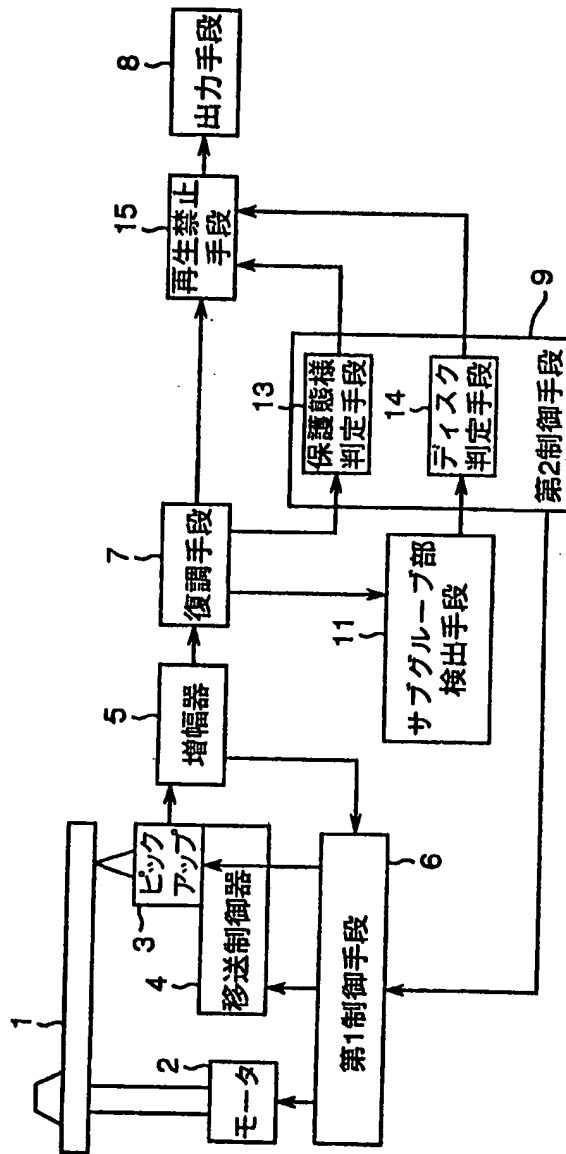 1
2
モータ
3
ピック
アップ
4
移送制御器
第1制御手段
6
5
増幅器
7
復調手段
サブグルーブ部
検出手段
11
13
保護態様
判定手段
14
ディスク
判定手段
第2制御手段
9
15
再生禁止
手段
8
出力手段